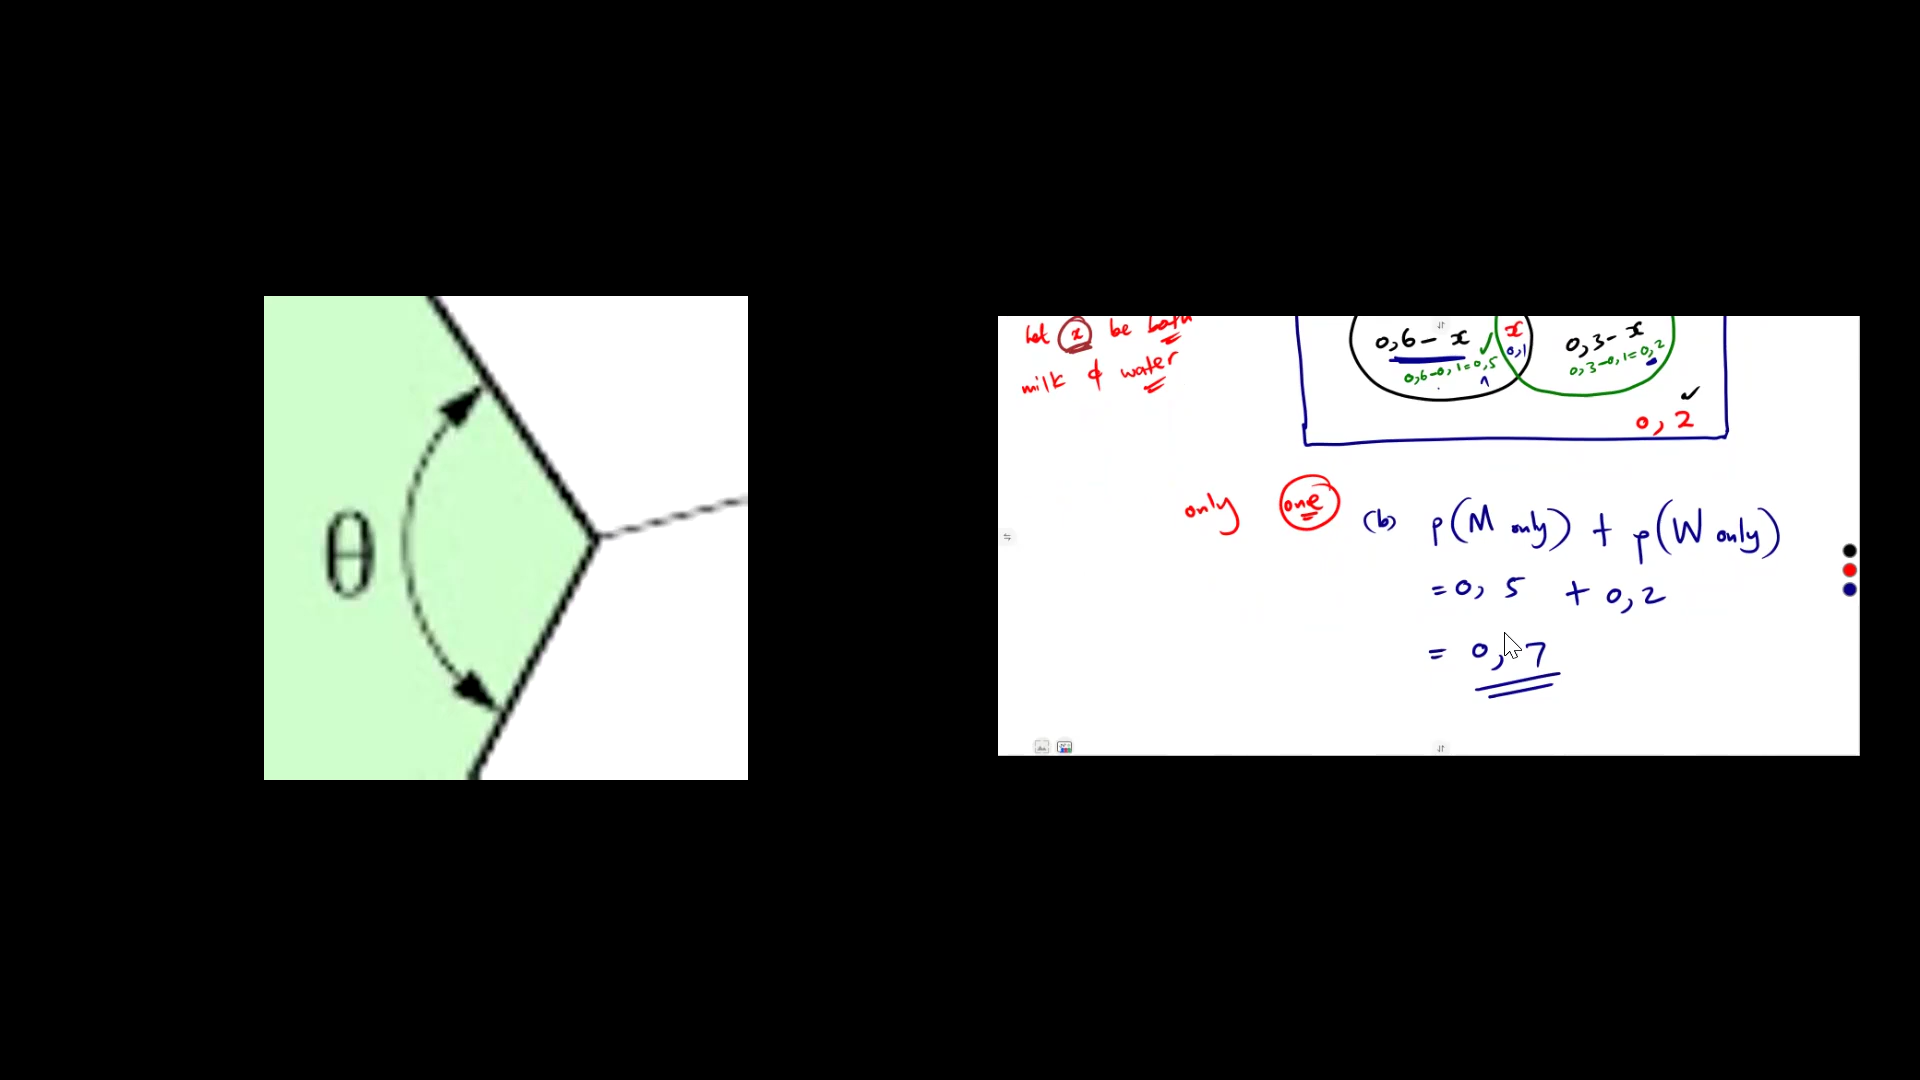 θ
let x be both
milk & water
0,6 - x
0,6-0,1=0,5
x
0,1
0,3 - x
0,3-0,1=0,2
0,2
only one
(b) P(M only) + P(W only)
= 0,5 + 0,2
= 0,7